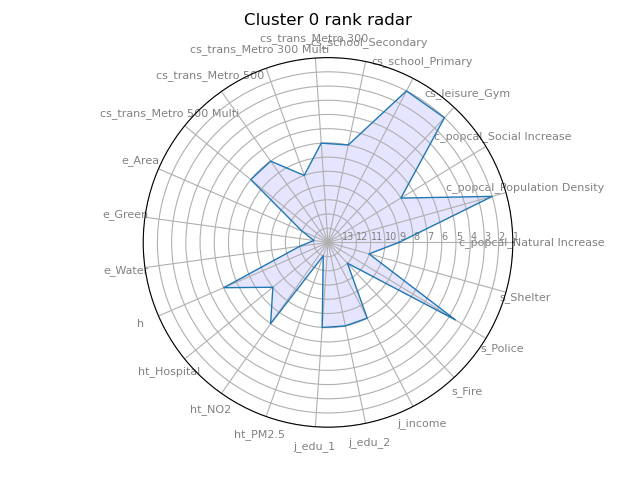 Cluster 0 rank radar
cs_trans_Metro 300
cs_school_Secondary
cs_trans_Metro 300 Multi
cs_school_Primary
cs_trans_Metro 500
cs_leisure_Gym
cs_trans_Metro 500 Multi
c_popcal_Social Increase
e_Area
c_popcal_Population Density
e_Green
13 12 11 10 9 8 7 6 5 4 3 2 1
c_popcal_Natural Increase
e_Water
s_Shelter
h
s_Police
ht_Hospital
s_Fire
ht_NO2
j_income
ht_PM2.5
j_edu_2
j_edu_1